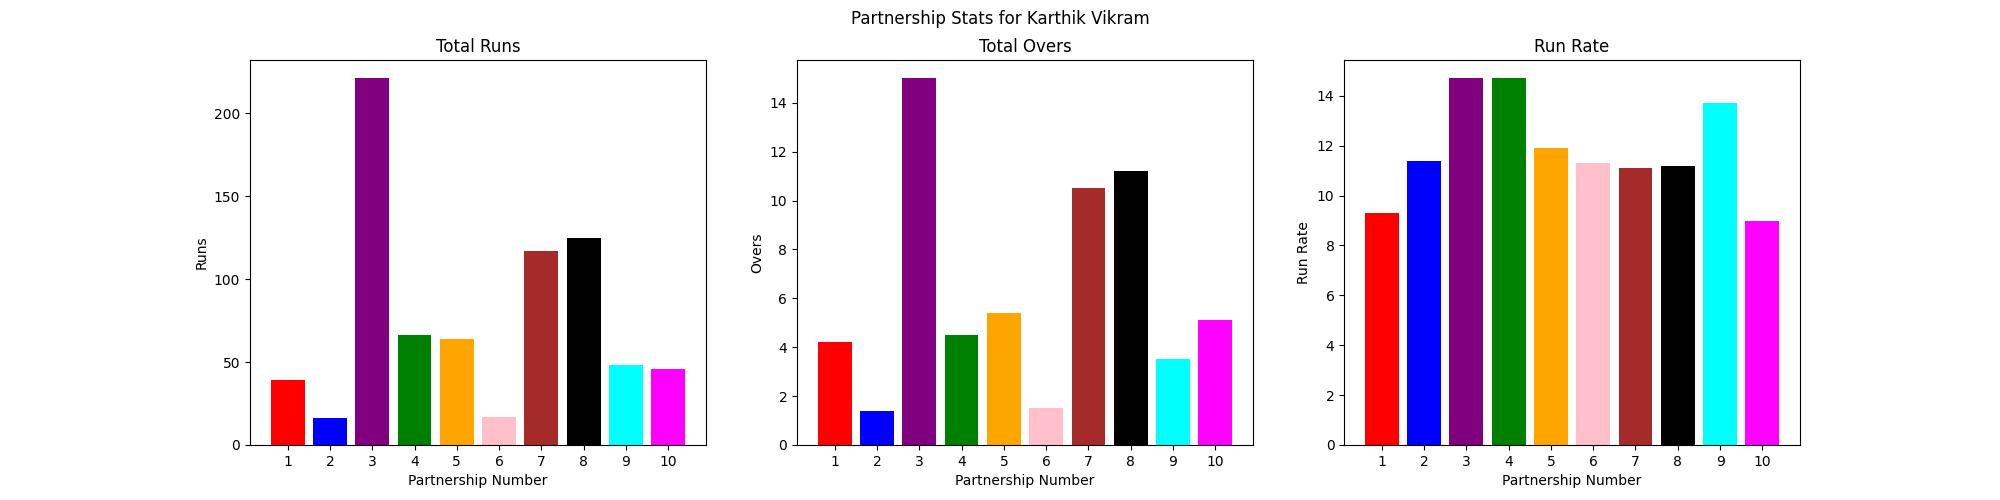 Partnership Stats for Karthik Vikram
Total Runs
Runs
200
150
100
50
0
1 2 3 4 5 6 7 8 9 10
Partnership Number
Total Overs
Overs
14
12
10
8
6
4
2
0
1 2 3 4 5 6 7 8 9 10
Partnership Number
Run Rate
Run Rate
14
12
10
8
6
4
2
0
1 2 3 4 5 6 7 8 9 10
Partnership Number